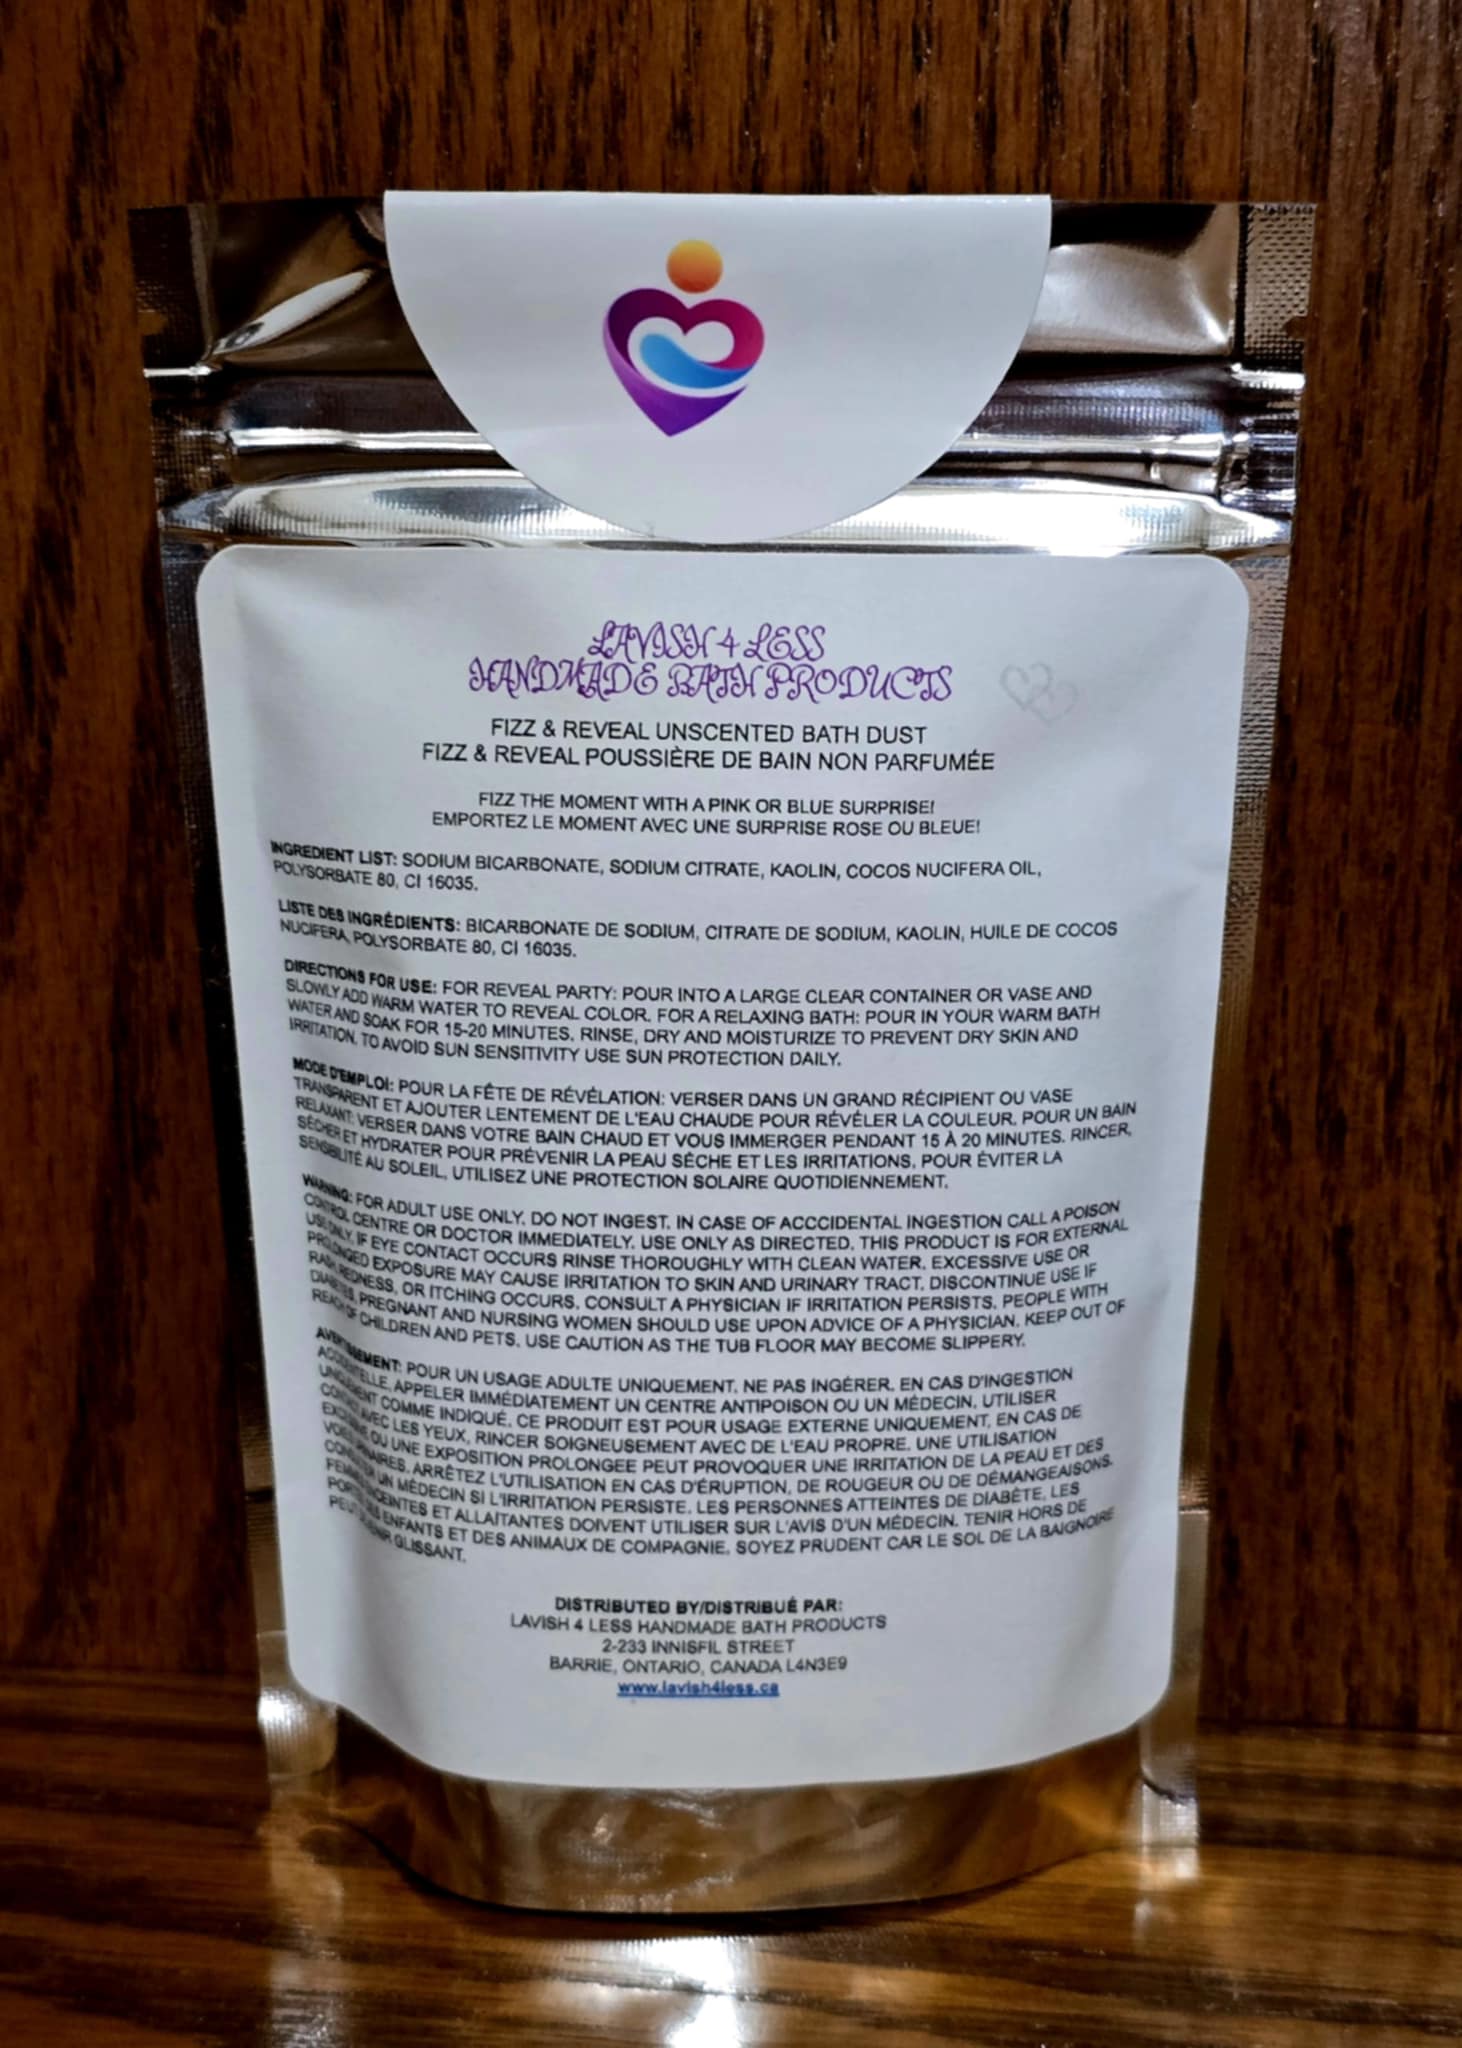 LAVISH 4 LESS
HANDMADE BATH PRODUCTS
FIZZ & REVEAL UNSCENTED BATH DUST
FIZZ & REVEAL POUSSIÈRE DE BAIN NON PARFUMÉE
FIZZ THE MOMENT WITH A PINK OR BLUE SURPRISE!
EMPORTEZ LE MOMENT AVEC UNE SURPRISE ROSE OU BLEUE!
INGREDIENT LIST: SODIUM BICARBONATE, SODIUM CITRATE, KAOLIN, COCOS NUCIFERA OIL,
POLYSORBATE 80, CI 16035.
LISTE DES INGRÉDIENTS: BICARBONATE DE SODIUM, CITRATE DE SODIUM, KAOLIN, HUILE DE COCOS
NUCIFERA, POLYSORBATE 80, CI 16035.
DIRECTIONS FOR USE: FOR REVEAL PARTY: POUR INTO A LARGE CLEAR CONTAINER OR VASE AND
SLOWLY ADD WARM WATER TO REVEAL COLOR. FOR A RELAXING BATH: POUR IN YOUR WARM BATH
WATER AND SOAK FOR 15-20 MINUTES. RINSE, DRY AND MOISTURIZE TO PREVENT DRY SKIN AND
IRRITATION. TO AVOID SUN SENSITIVITY USE SUN PROTECTION DAILY.
MODE D'EMPLOI: POUR LA FÊTE DE RÉVÉLATION: VERSER DANS UN GRAND RÉCIPIENT OU VASE
TRANSPARENT ET AJOUTER LENTEMENT DE L'EAU CHAUDE POUR RÉVÉLER LA COULEUR. POUR UN BAIN
RELAXANT: VERSER DANS VOTRE BAIN CHAUD ET VOUS IMMERGER PENDANT 15 À 20 MINUTES. RINCER,
SÉCHER ET HYDRATER POUR PRÉVENIR LA PEAU SÈCHE ET LES IRRITATIONS. POUR ÉVITER LA
SENSIBILITÉ AU SOLEIL, UTILISEZ UNE PROTECTION SOLAIRE QUOTIDIENNEMENT.
WARNING: FOR ADULT USE ONLY. DO NOT INGEST. IN CASE OF ACCCIDENTAL INGESTION CALL A POISON
CONTROL CENTRE OR DOCTOR IMMEDIATELY. USE ONLY AS DIRECTED. THIS PRODUCT IS FOR EXTERNAL
USE ONLY. IF EYE CONTACT OCCURS RINSE THOROUGHLY WITH CLEAN WATER. EXCESSIVE USE OR
PROLONGED EXPOSURE MAY CAUSE IRRITATION TO SKIN AND URINARY TRACT. DISCONTINUE USE IF
RASH, REDNESS, OR ITCHING OCCURS. CONSULT A PHYSICIAN IF IRRITATION PERSISTS. PEOPLE WITH
DIABETES, PREGNANT AND NURSING WOMEN SHOULD USE UPON ADVICE OF A PHYSICIAN. KEEP OUT OF
REACH OF CHILDREN AND PETS. USE CAUTION AS THE TUB FLOOR MAY BECOME SLIPPERY.
AVERTISSEMENT: POUR UN USAGE ADULTE UNIQUEMENT. NE PAS INGÉRER. EN CAS D'INGESTION
ACCIDENTELLE, APPELER IMMÉDIATEMENT UN CENTRE ANTIPOISON OU UN MÉDECIN. UTILISER
UNIQUEMENT COMME INDIQUÉ. CE PRODUIT EST POUR USAGE EXTERNE UNIQUEMENT. EN CAS DE
CONTACT AVEC LES YEUX, RINCER SOIGNEUSEMENT AVEC DE L'EAU PROPRE. UNE UTILISATION
EXCESSIVE OU UNE EXPOSITION PROLONGEE PEUT PROVOQUER UNE IRRITATION DE LA PEAU ET DES
VOIES URINAIRES. ARRÊTEZ L'UTILISATION EN CAS D'ÉRUPTION, DE ROUGEUR OU DE DÉMANGEAISONS.
CONSULTER UN MÉDECIN SI L'IRRITATION PERSISTE. LES PERSONNES ATTEINTES DE DIABÈTE, LES
FEMMES ENCEINTES ET ALLAITANTES DOIVENT UTILISER SUR L'AVIS D'UN MÉDECIN. TENIR HORS DE
PORTÉE DES ENFANTS ET DES ANIMAUX DE COMPAGNIE. SOYEZ PRUDENT CAR LE SOL DE LA BAIGNOIRE
PEUT DEVENIR GLISSANT.
DISTRIBUTED BY/DISTRIBUÉ PAR:
LAVISH 4 LESS HANDMADE BATH PRODUCTS
2-233 INNISFIL STREET
BARRIE, ONTARIO, CANADA L4N3E9
www.lavish4less.ca